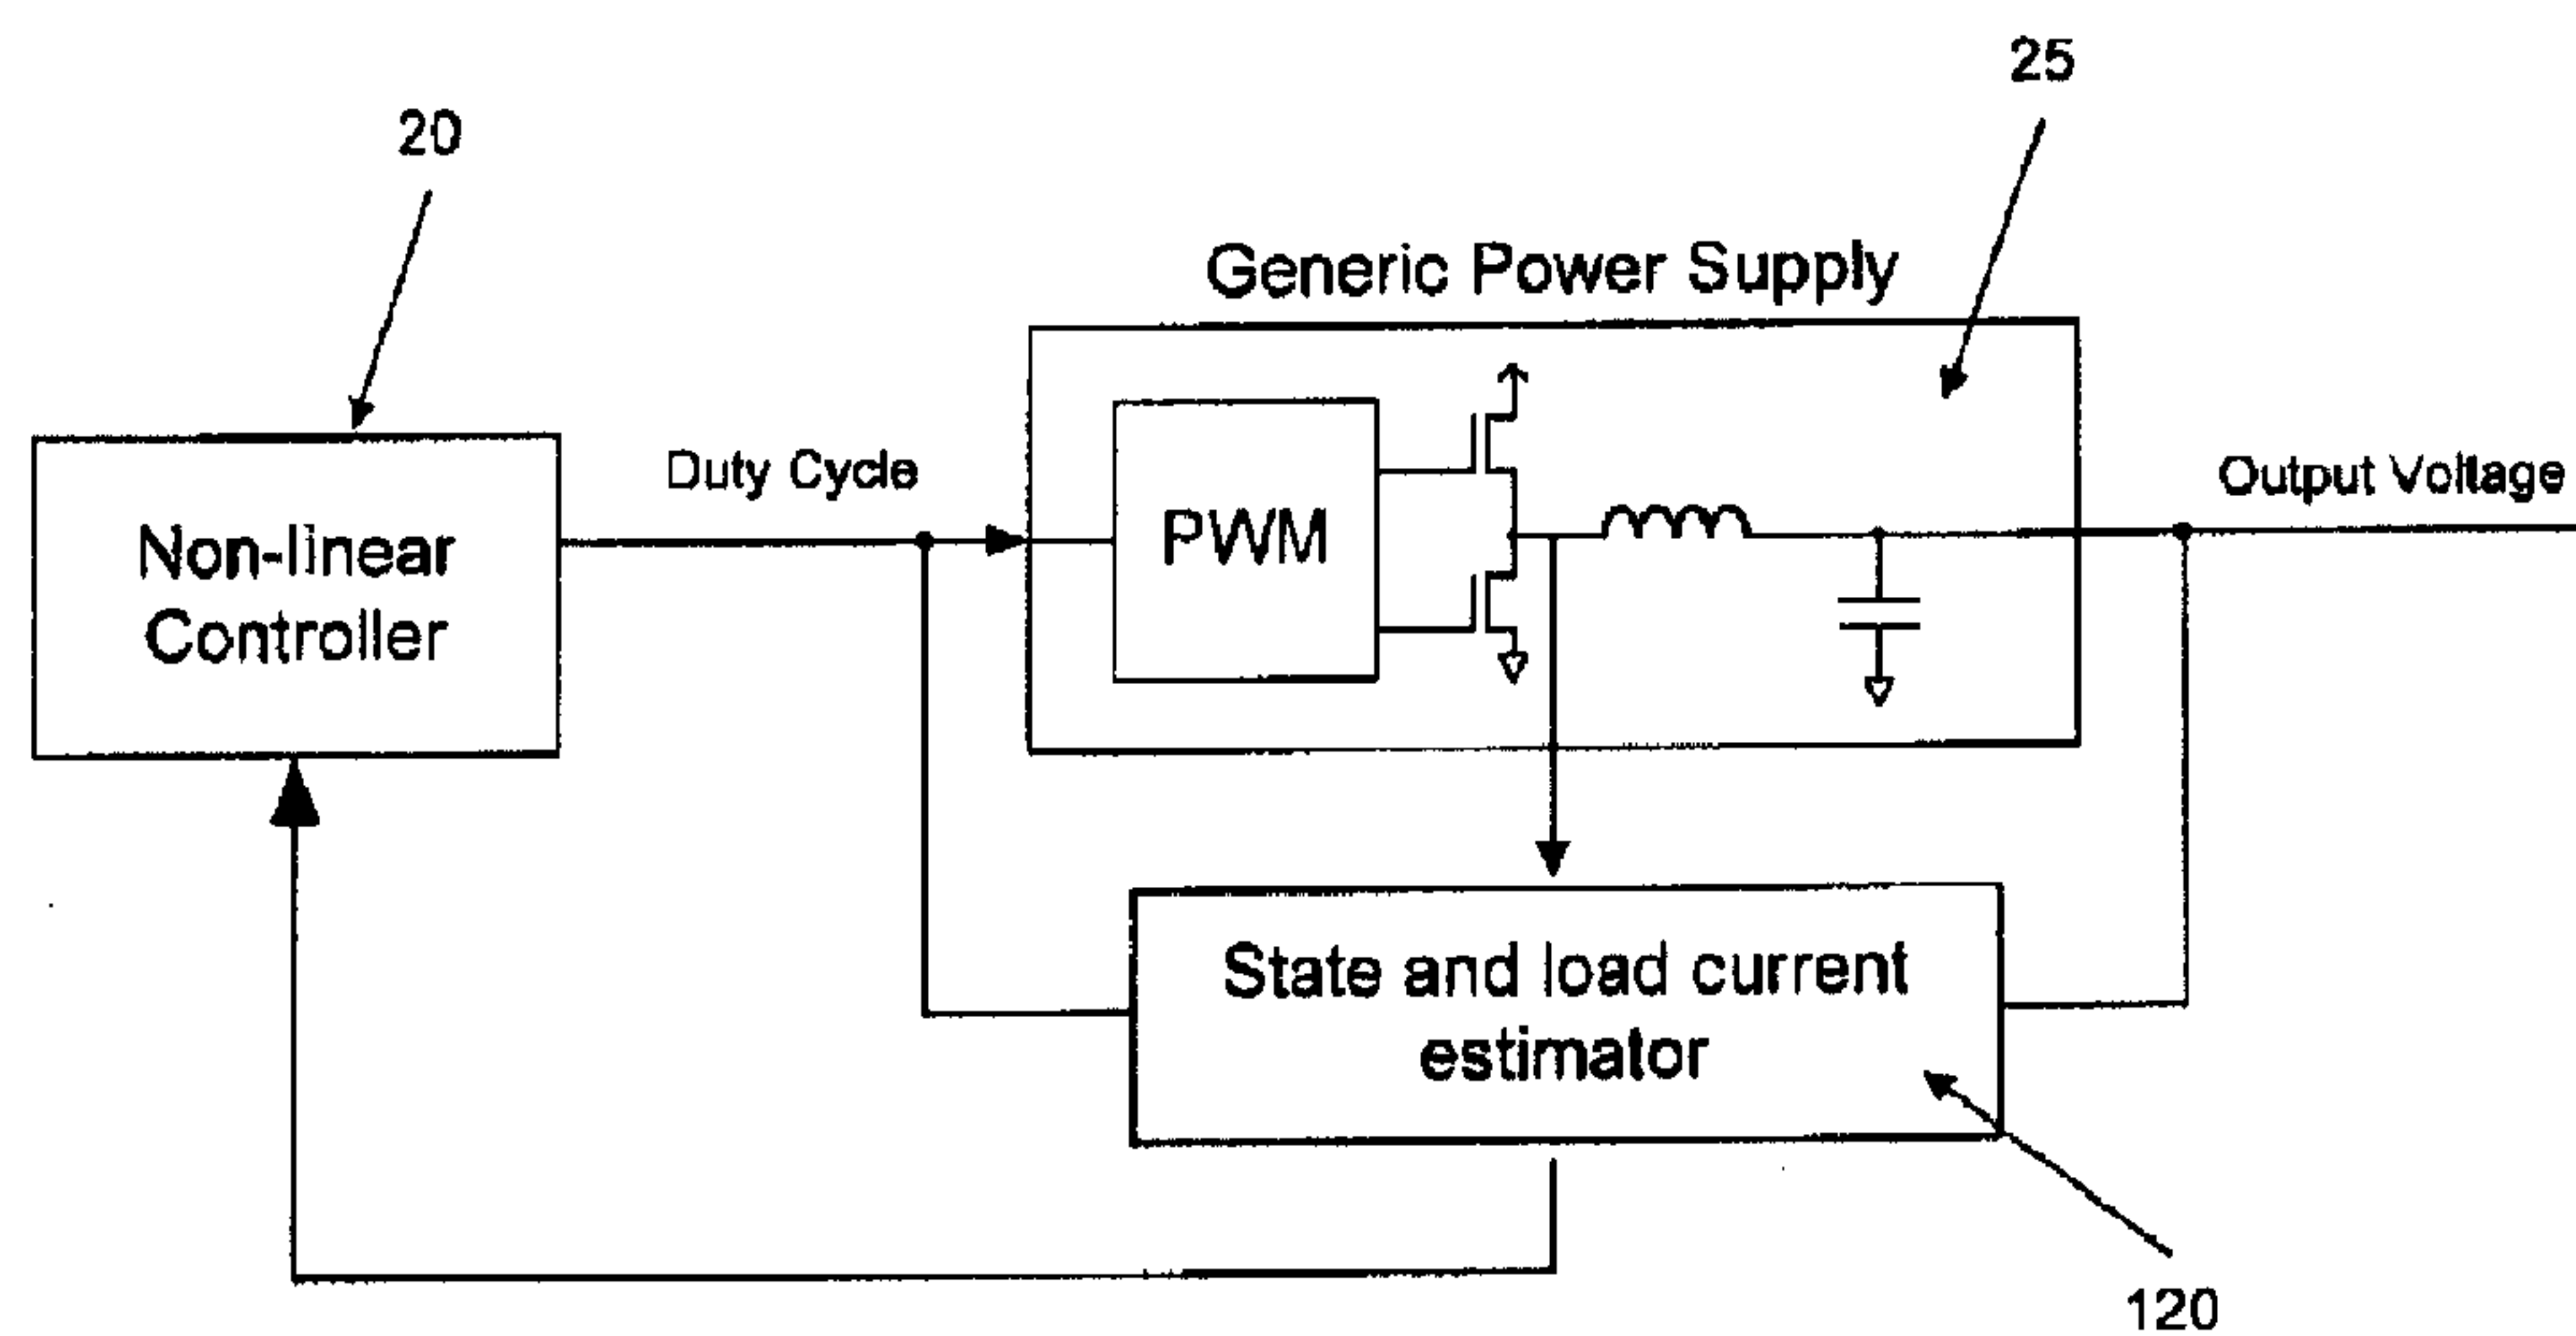 25
20
Generic Power Supply
Duty Cycle
Output Voltage
Non-linear
Controller
PWM
State and load current
estimator
120